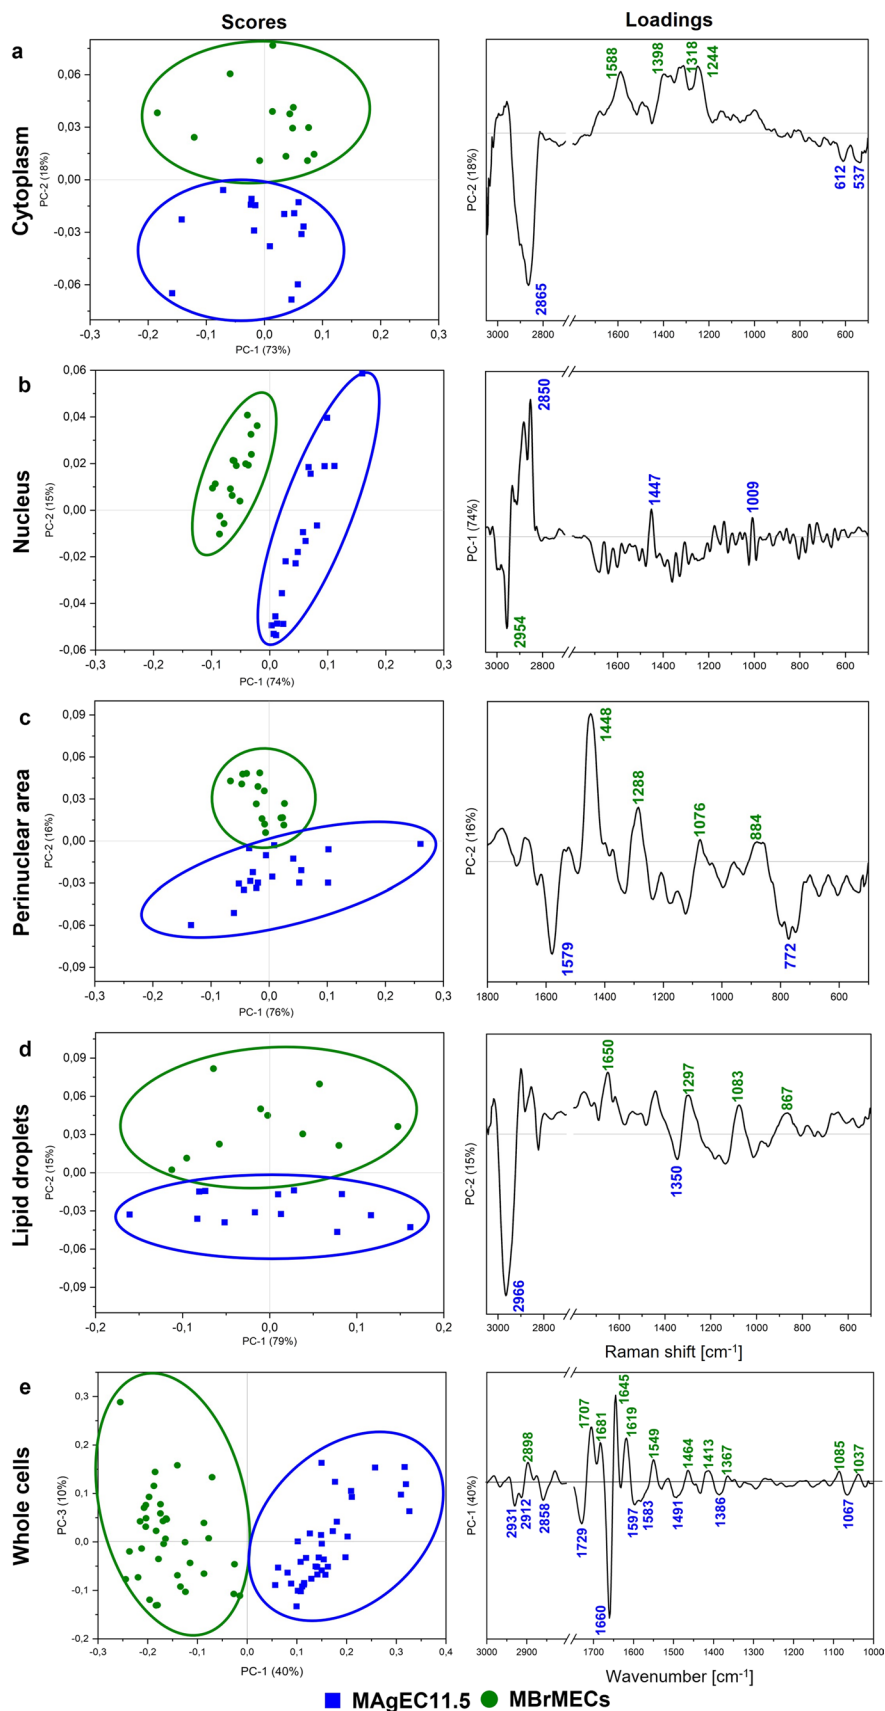 Scores Loadings
a
Cytoplasm
PC-2 (18%)
0,06
0,03
0,00
-0,03
-0,06
-0,3 -0,2 -0,1 0,0 0,1 0,2 0,3
PC-1 (73%)
PC-2 (18%)
1588 1398 1318 1244
2865 612 537
3000 2800 1600 1400 1200 1000 800 600
b
Nucleus
PC-2 (15%)
0,06
0,04
0,02
0,00
-0,02
-0,04
-0,06
-0,3 -0,2 -0,1 0,0 0,1 0,2 0,3
PC-1 (74%)
PC-1 (74%)
2850 1447 1009
2954
3000 2800 1600 1400 1200 1000 800 600
c
Perinuclear area
PC-2 (16%)
0,09
0,06
0,03
0,00
-0,03
-0,06
-0,09
-0,3 -0,2 -0,1 0,0 0,1 0,2 0,3
PC-1 (76%)
PC-2 (16%)
1448 1288 1076 884
1579 772
1800 1600 1400 1200 1000 800 600
d
Lipid droplets
PC-2 (15%)
0,09
0,06
0,03
0,00
-0,03
-0,06
-0,09
-0,2 -0,1 0,0 0,1 0,2
PC-1 (79%)
PC-2 (15%)
1650 1297 1083 867
2966 1350
3000 2800 1600 1400 1200 1000 800 600
Raman shift [cm-1]
e
Whole cells
PC-3 (10%)
0,3
0,2
0,1
0,0
-0,1
-0,2
-0,3 -0,2 -0,1 0,0 0,1 0,2 0,3 0,4
PC-1 (40%)
PC-1 (40%)
2898 1707 1681 1645 1619 1549 1464 1413 1367 1085 1037
2931 2912 2858 1729 1660 1597 1583 1491 1386 1067
3000 2900 1700 1600 1500 1400 1300 1200 1100 1000
Wavenumber [cm-1]
MAgEC11.5 MBrMECs